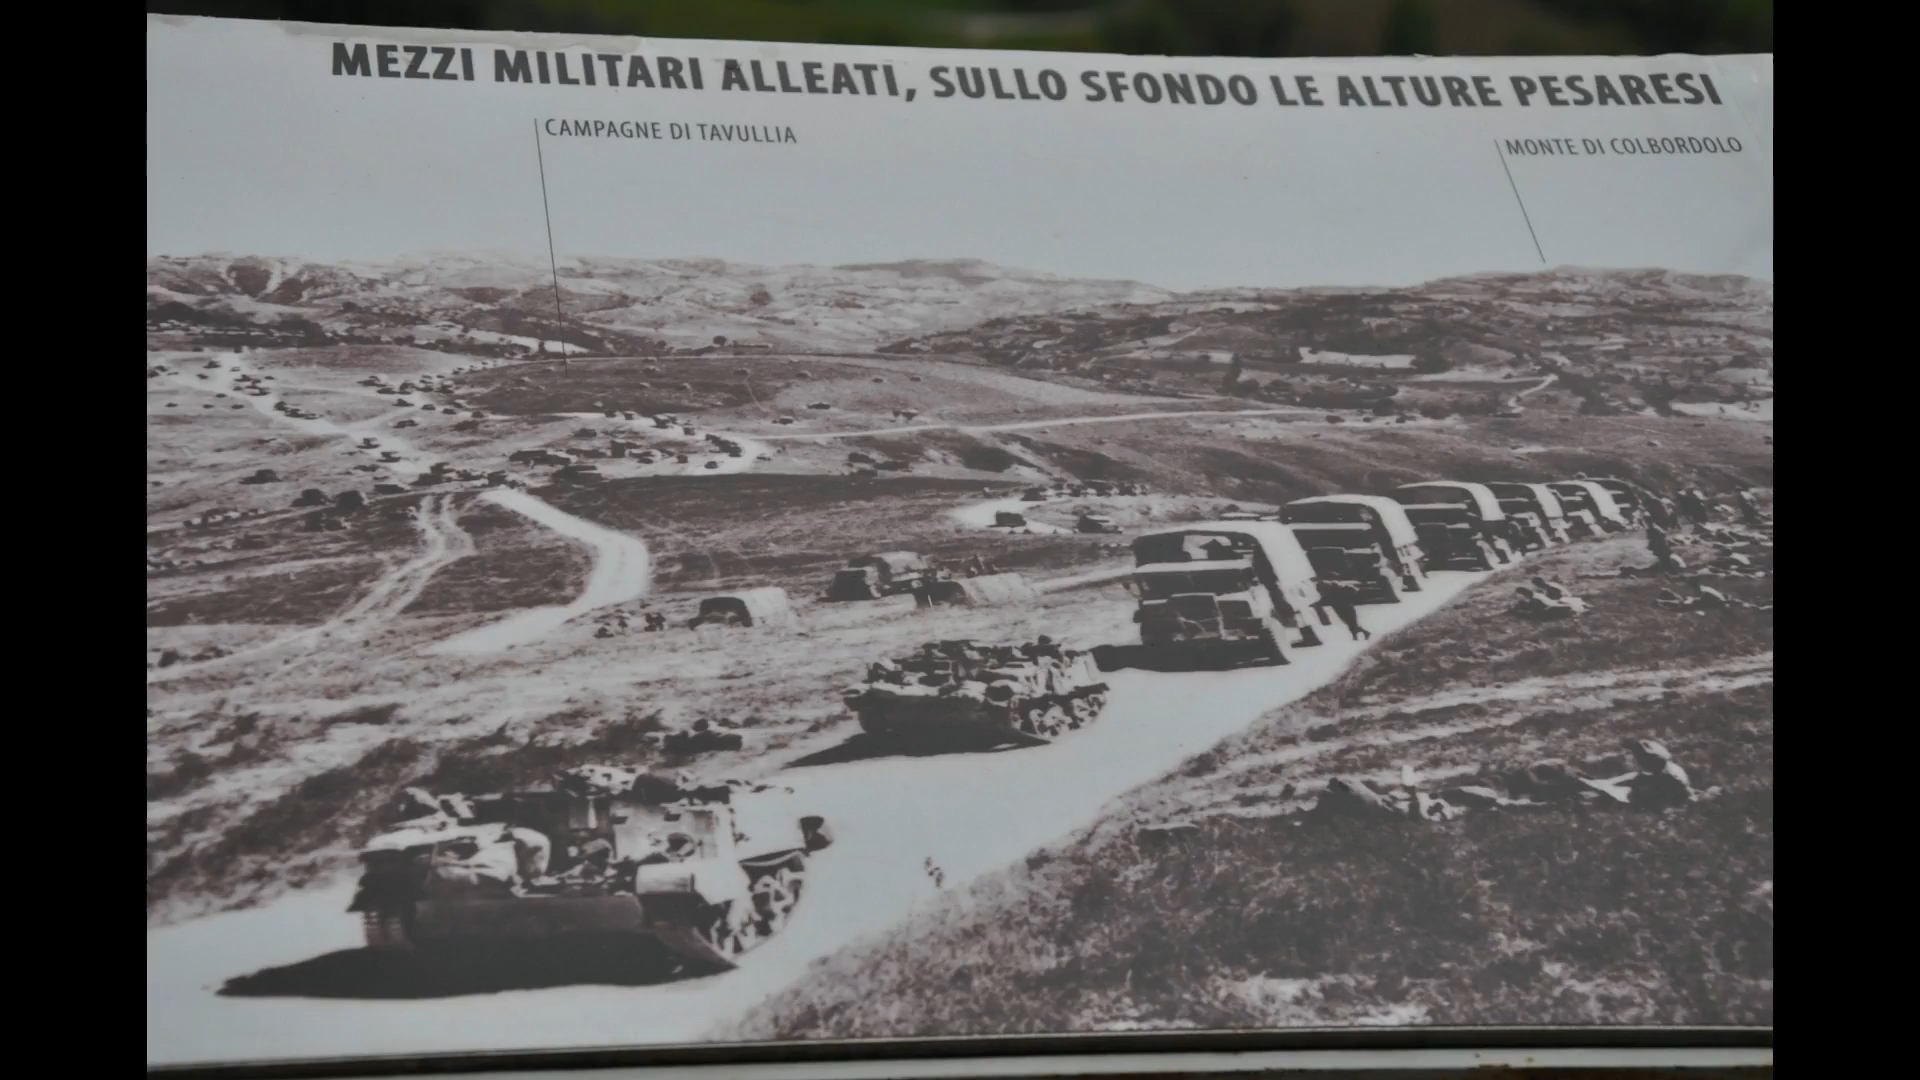 MEZZI MILITARI ALLEATI, SULLO SFONDO LE ALTURE PESARESI
CAMPAGNE DI TAVULLIA
MONTE DI COLBORDOLO